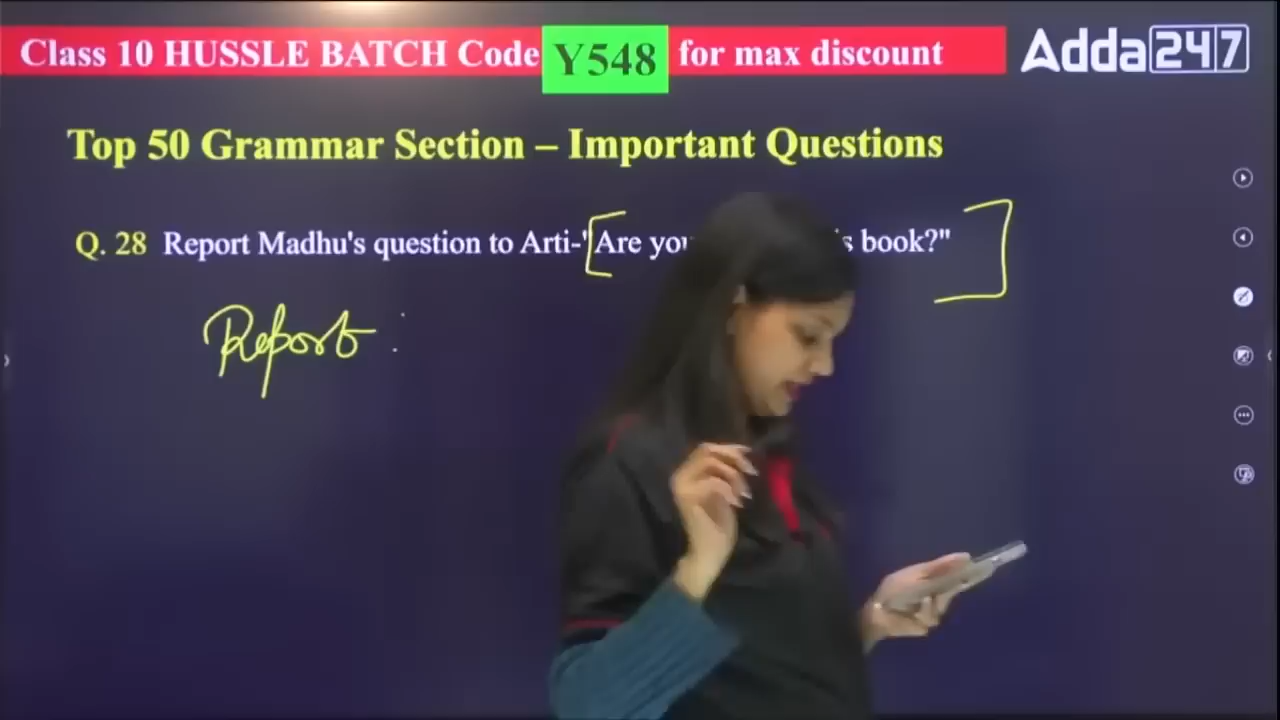 Class 10 HUSSLE BATCH Code Y548 for max discount
Adda247
Top 50 Grammar Section – Important Questions
Q. 28 Report Madhu's question to Arti-"Are you book?"
Report :